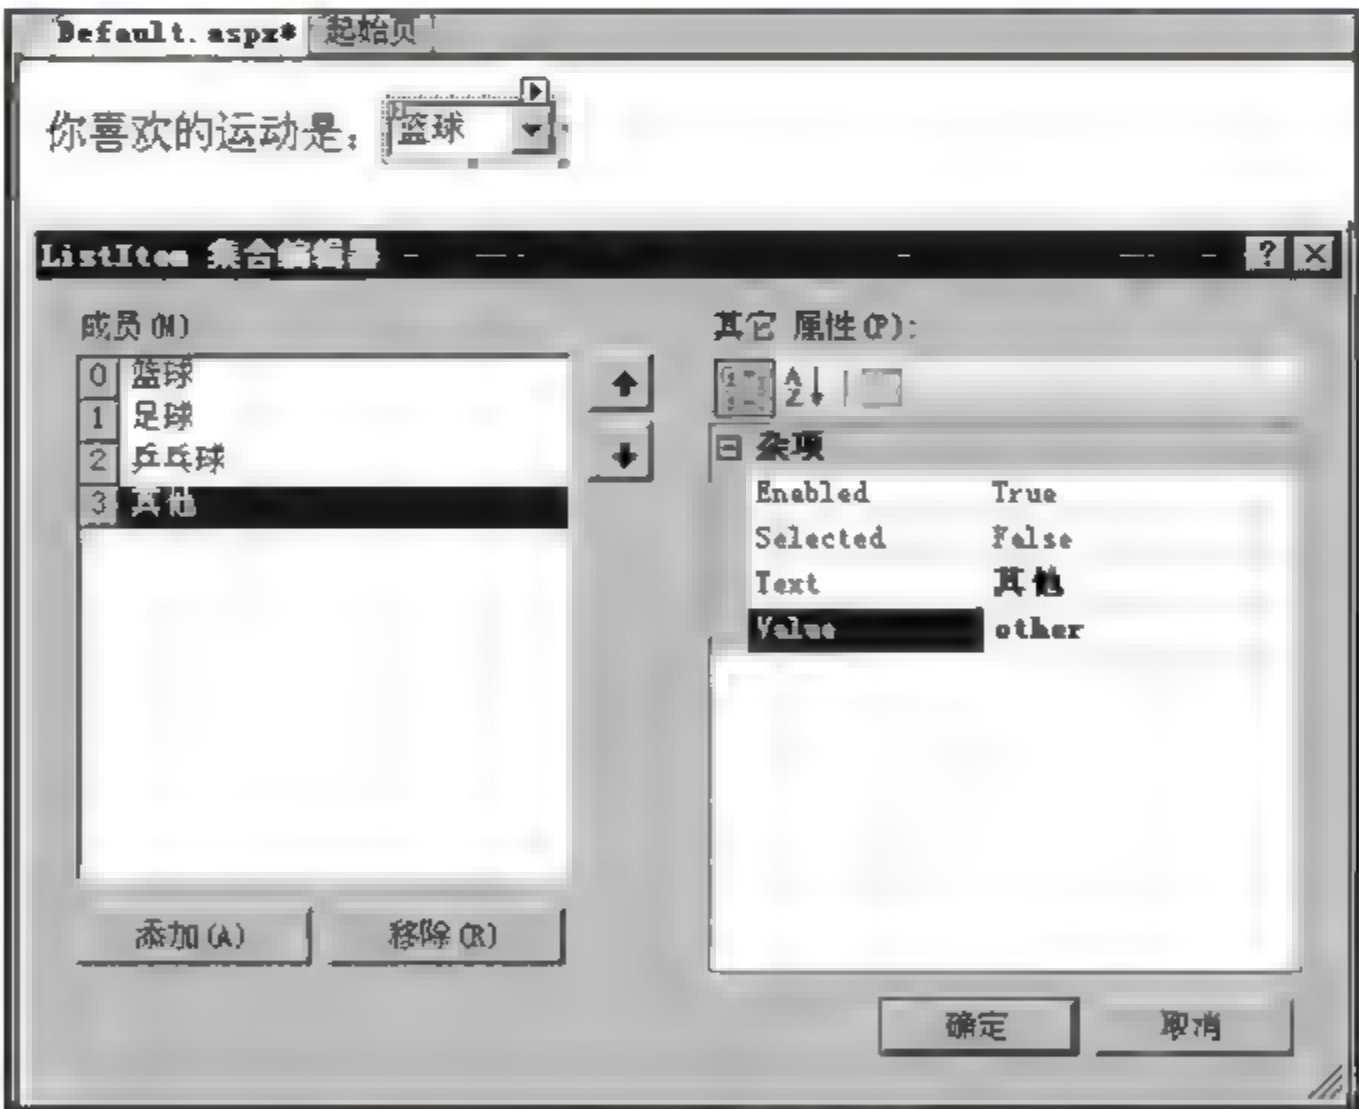 Default.aspx* 起始页
你喜欢的运动是: 篮球
ListItem 集合编辑器
成员(M)
0 篮球
1 足球
2 乒乓球
3 其他
添加(A) 移除(R)
其它 属性(P):
杂项
Enabled True
Selected False
Text 其他
Value other
确定 取消